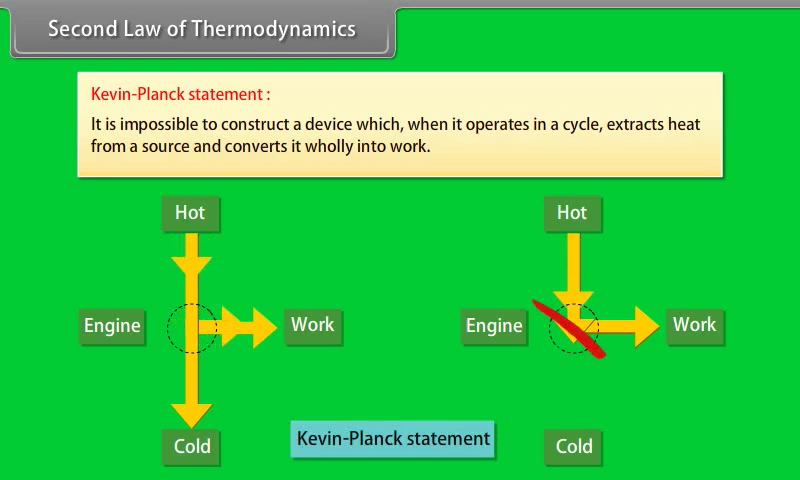 Second Law of Thermodynamics
Kevin-Planck statement :
It is impossible to construct a device which, when it operates in a cycle, extracts heat
from a source and converts it wholly into work.
Hot
Hot
Engine
Work
Engine
Work
Kevin-Planck statement
Cold
Cold